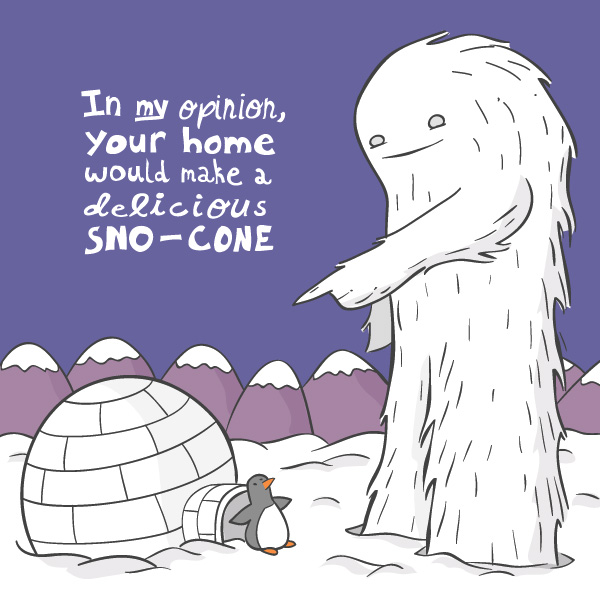 In my opinion,
your home
would make a
delicious
SNO-CONE